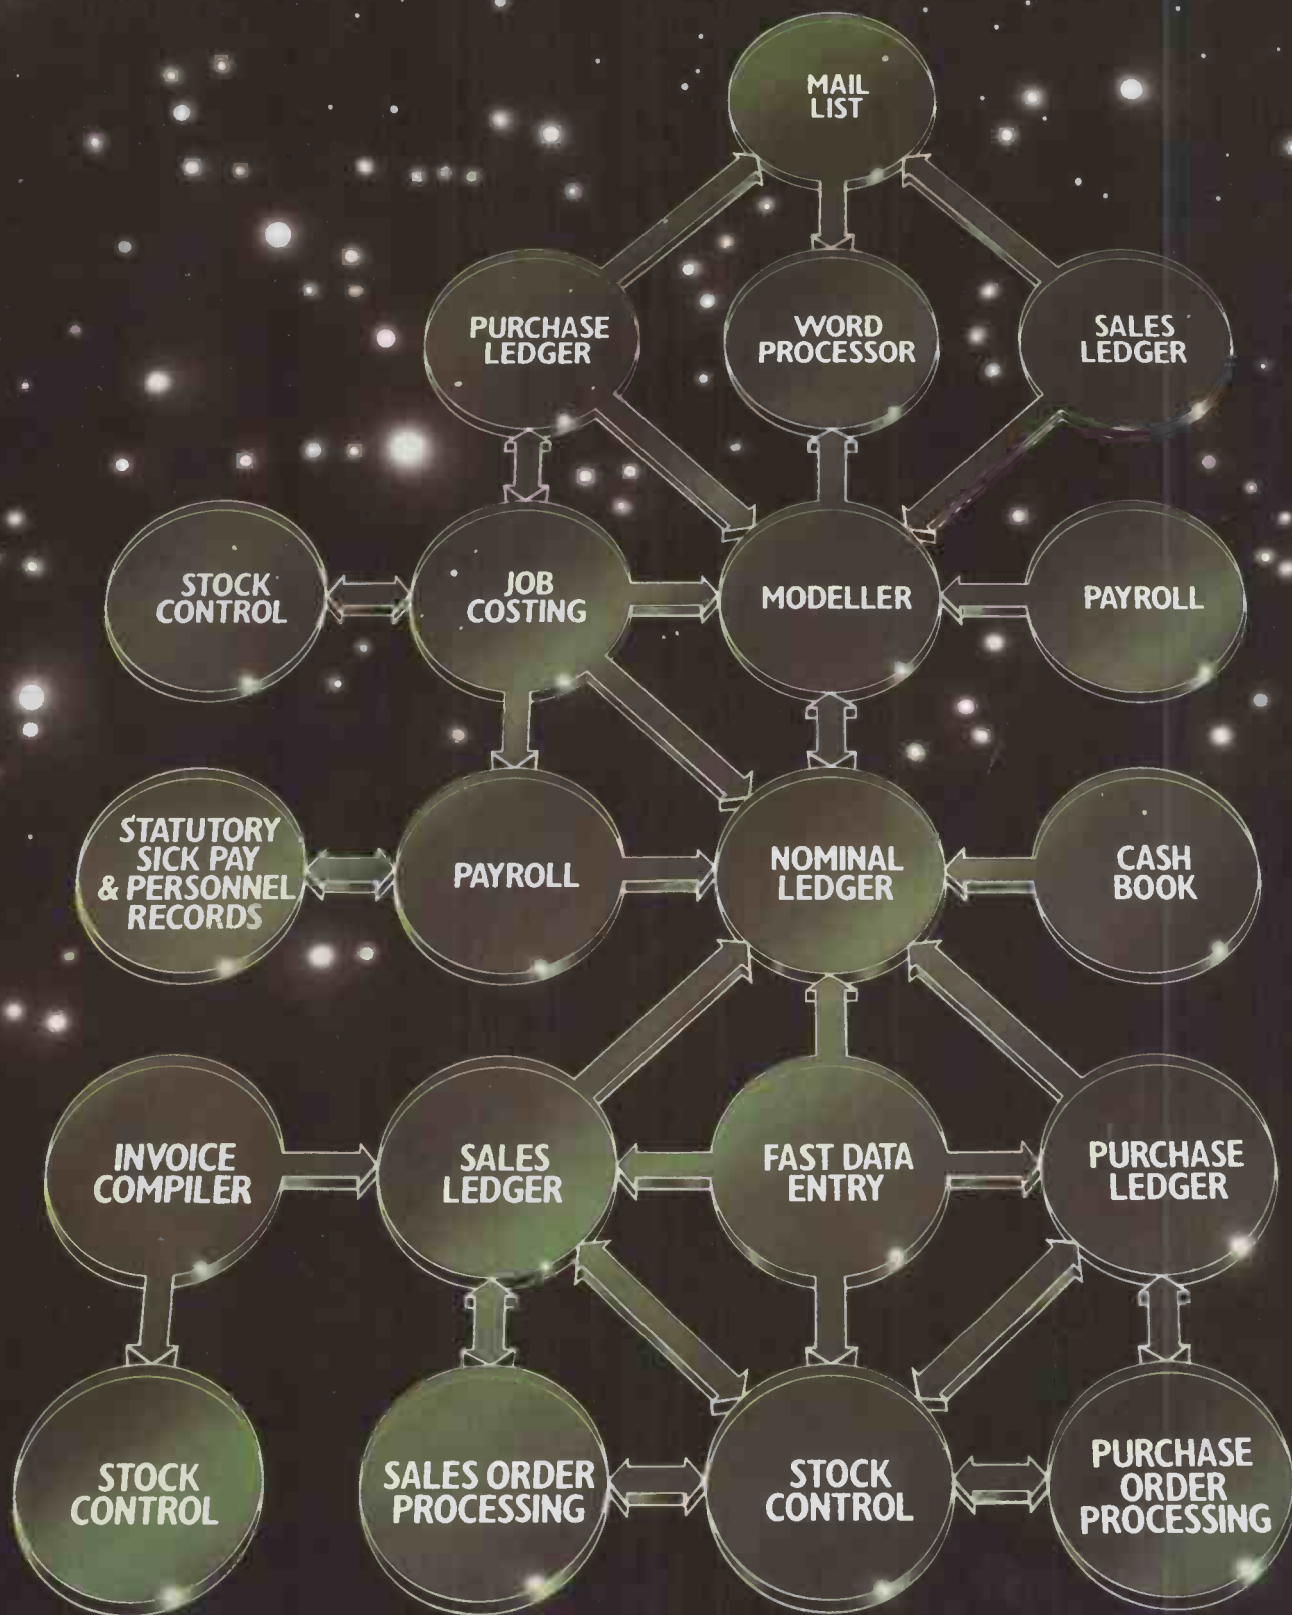 MAIL
LIST
PURCHASE
LEDGER
WORD
PROCESSOR
SALES
LEDGER
STOCK
CONTROL
JOB
COSTING
MODELLER
PAYROLL
STATUTORY
SICK PAY
& PERSONNEL
RECORDS
PAYROLL
NOMINAL
LEDGER
CASH
BOOK
INVOICE
COMPILER
SALES
LEDGER
FAST DATA
ENTRY
PURCHASE
LEDGER
STOCK
CONTROL
SALES ORDER
PROCESSING
STOCK
CONTROL
PURCHASE
ORDER
PROCESSING